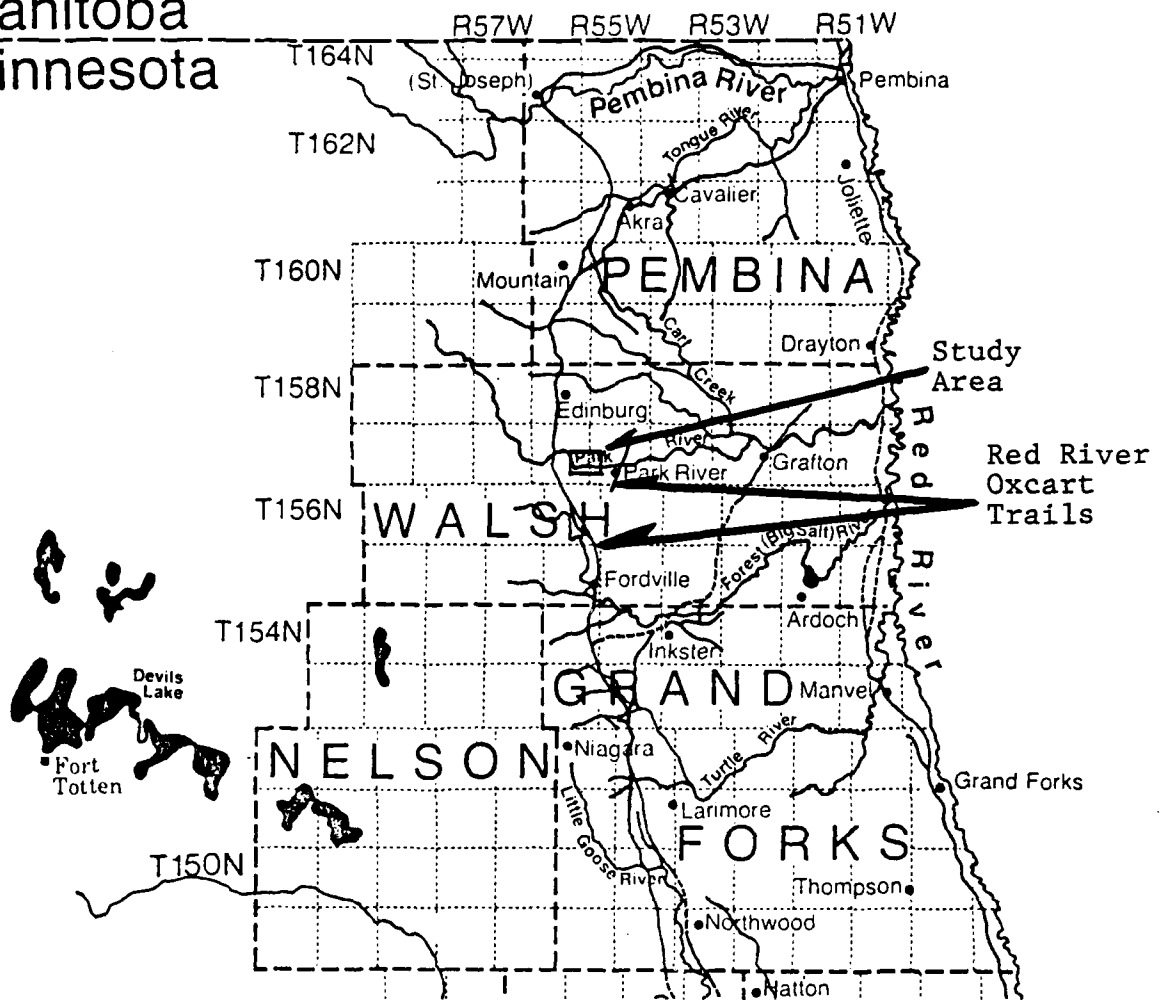 anitoba
innesota
R57W R55W R53W R51W
T164N
(St. Joseph)
Pembina River
Pembina
T162N
Tongue River
Cavalier
Joliette
Akra
T160N
Mountain
PEMBINA
Cart Creek
Drayton
Study
Area
T158N
Edinburg
Park River
Park River
Grafton
Red River
Red River
Oxcart
Trails
T156N
WALSH
Forest (Big Salt) Riv
Fordville
Ardoch
T154N
Inkster
Devils
Lake
GRAND
Manvel
Fort
Totten
NELSON
Niagara
Turtle River
Grand Forks
Larimore
Little Goose River
FORKS
T150N
Thompson
Northwood
Hatton